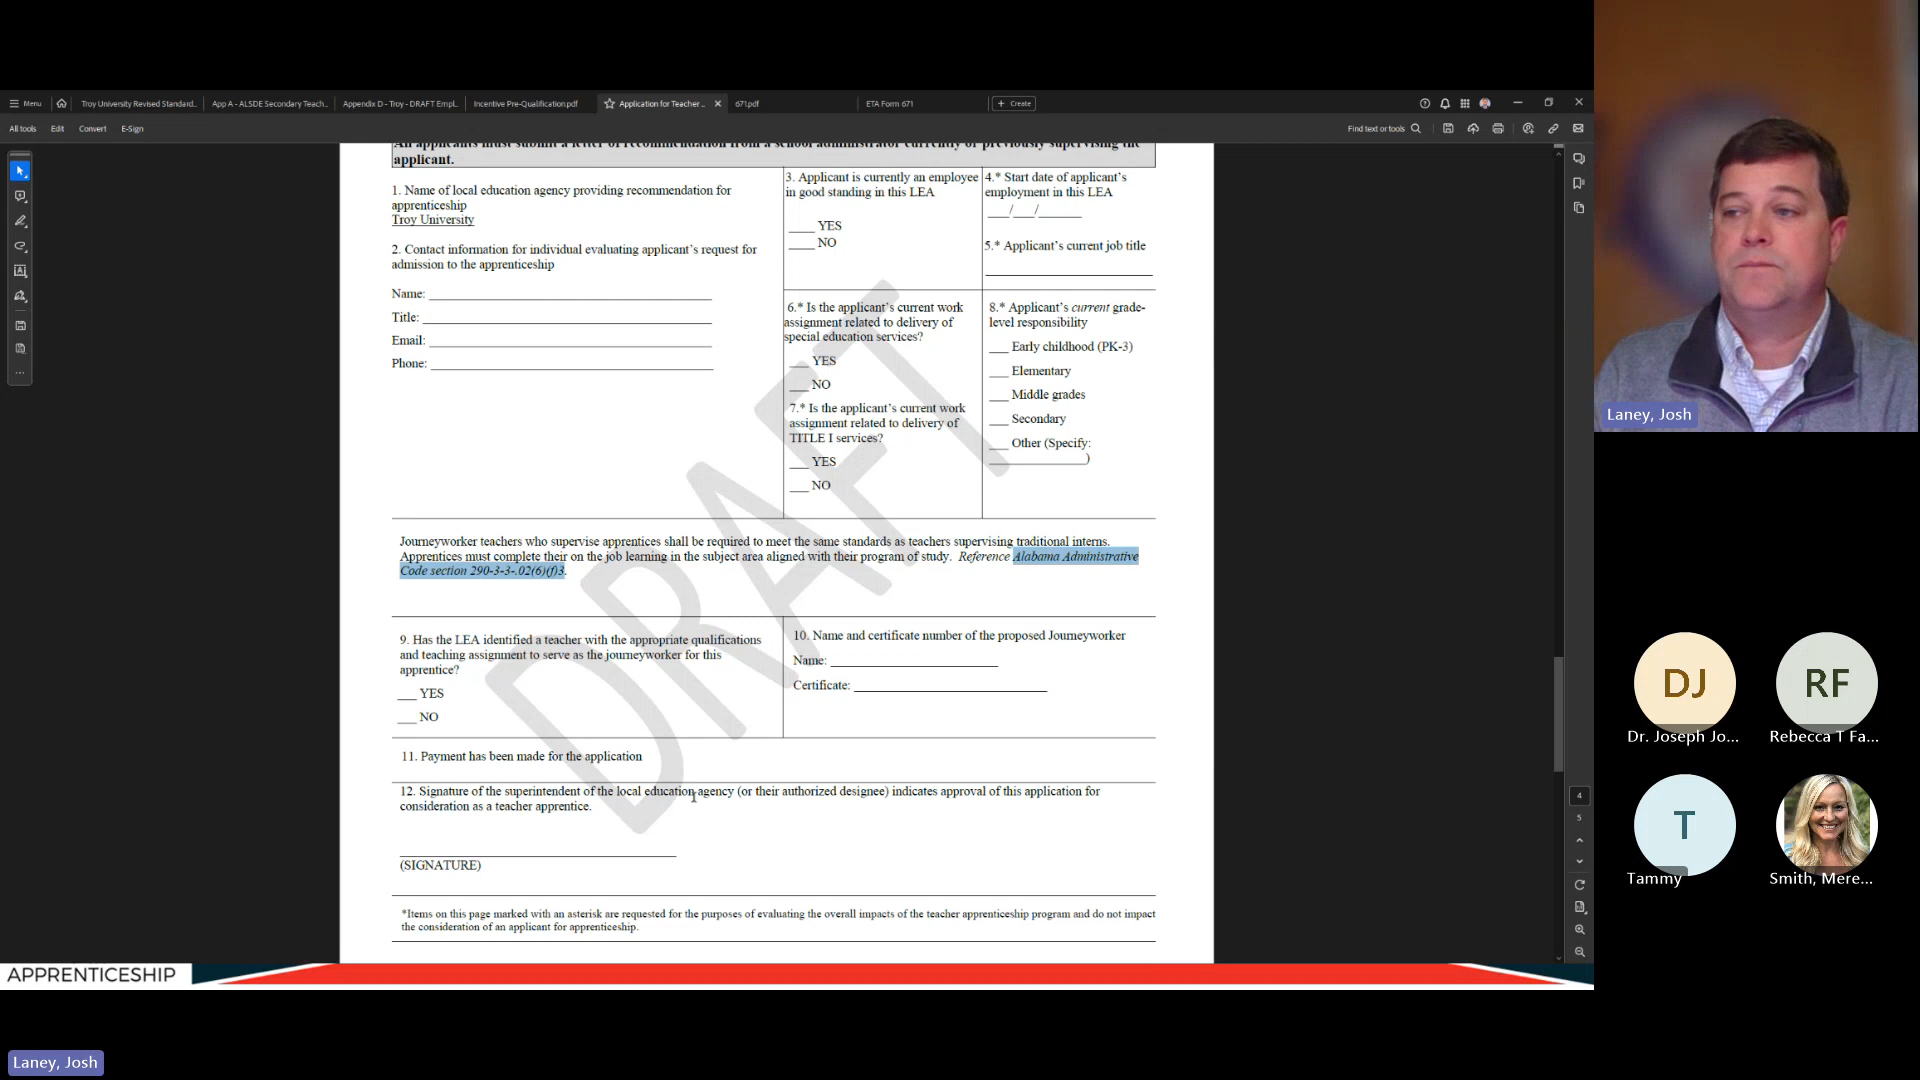 Menu
Troy University Revised Standard...
App A - ALSDE Secondary Teach...
Appendix D - Troy - DRAFT Empl...
Incentive Pre-Qualification.pdf
Application for Teacher ...
671.pdf
ETA Form 671
+ Create
All tools
Edit
Convert
E-Sign
Find text or tools
applicant.
1. Name of local education agency providing recommendation for
apprenticeship
Troy University
2. Contact information for individual evaluating applicant's request for
admission to the apprenticeship
Name:
Title:
Email:
Phone:
3. Applicant is currently an employee
in good standing in this LEA
YES
NO
4.* Start date of applicant's
employment in this LEA
___/___/______
5.* Applicant's current job title
6.* Is the applicant's current work
assignment related to delivery of
special education services?
YES
NO
7.* Is the applicant's current work
assignment related to delivery of
TITLE I services?
YES
NO
8.* Applicant's current grade-
level responsibility
Early childhood (PK-3)
Elementary
Middle grades
Secondary
Other (Specify:
)
DRAFT
Journeyworker teachers who supervise apprentices shall be required to meet the same standards as teachers supervising traditional interns.
Apprentices must complete their on the job learning in the subject area aligned with their program of study. Reference Alabama Administrative
Code section 290-3-3-.02(6)(f)3.
9. Has the LEA identified a teacher with the appropriate qualifications
and teaching assignment to serve as the journeyworker for this
apprentice?
YES
NO
10. Name and certificate number of the proposed Journeyworker
Name:
Certificate:
11. Payment has been made for the application
12. Signature of the superintendent of the local education agency (or their authorized designee) indicates approval of this application for
consideration as a teacher apprentice.
(SIGNATURE)
*Items on this page marked with an asterisk are requested for the purposes of evaluating the overall impacts of the teacher apprenticeship program and do not impact
the consideration of an applicant for apprenticeship.
4
5
APPRENTICESHIP
Laney, Josh
DJ
Dr. Joseph Jo...
RF
Rebecca T Fa...
T
Tammy
Smith, Mere...
Laney, Josh